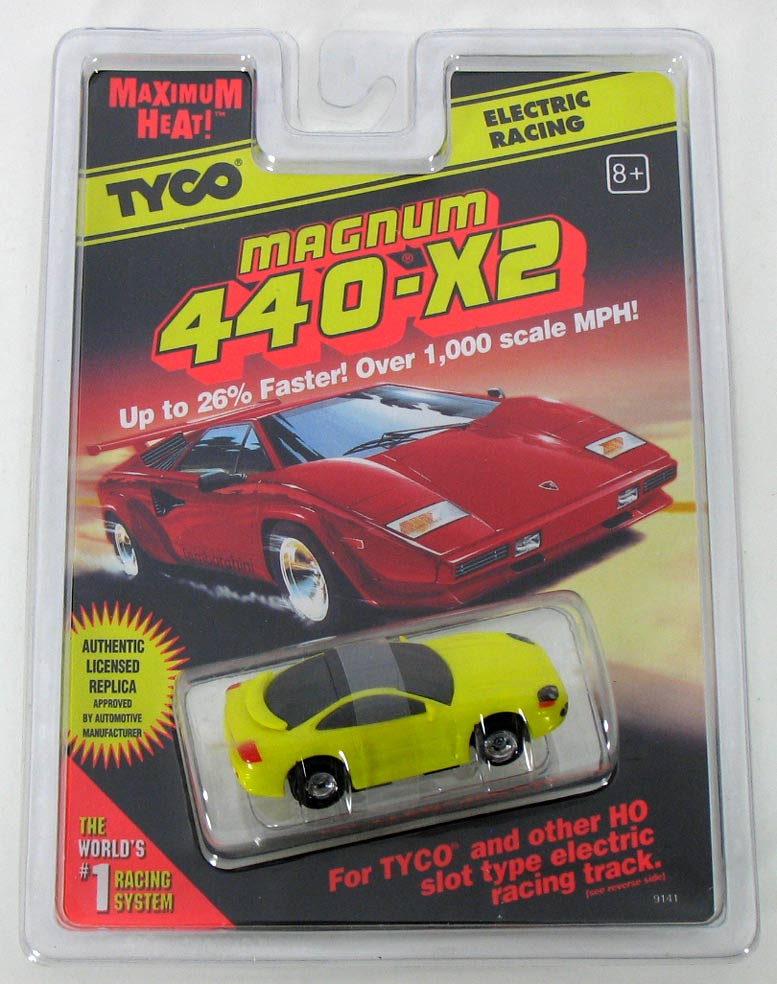 MAXIMUM
HEAT!™
ELECTRIC
RACING
TYCO®
8+
MAGNUM®
440-X2
Up to 26% Faster! Over 1,000 scale MPH!
AUTHENTIC
LICENSED
REPLICA
APPROVED
BY AUTOMOTIVE
MANUFACTURER
THE
WORLD'S
#1 RACING
SYSTEM
For TYCO® and other HO
slot type electric
racing track.
(see reverse side)
9141